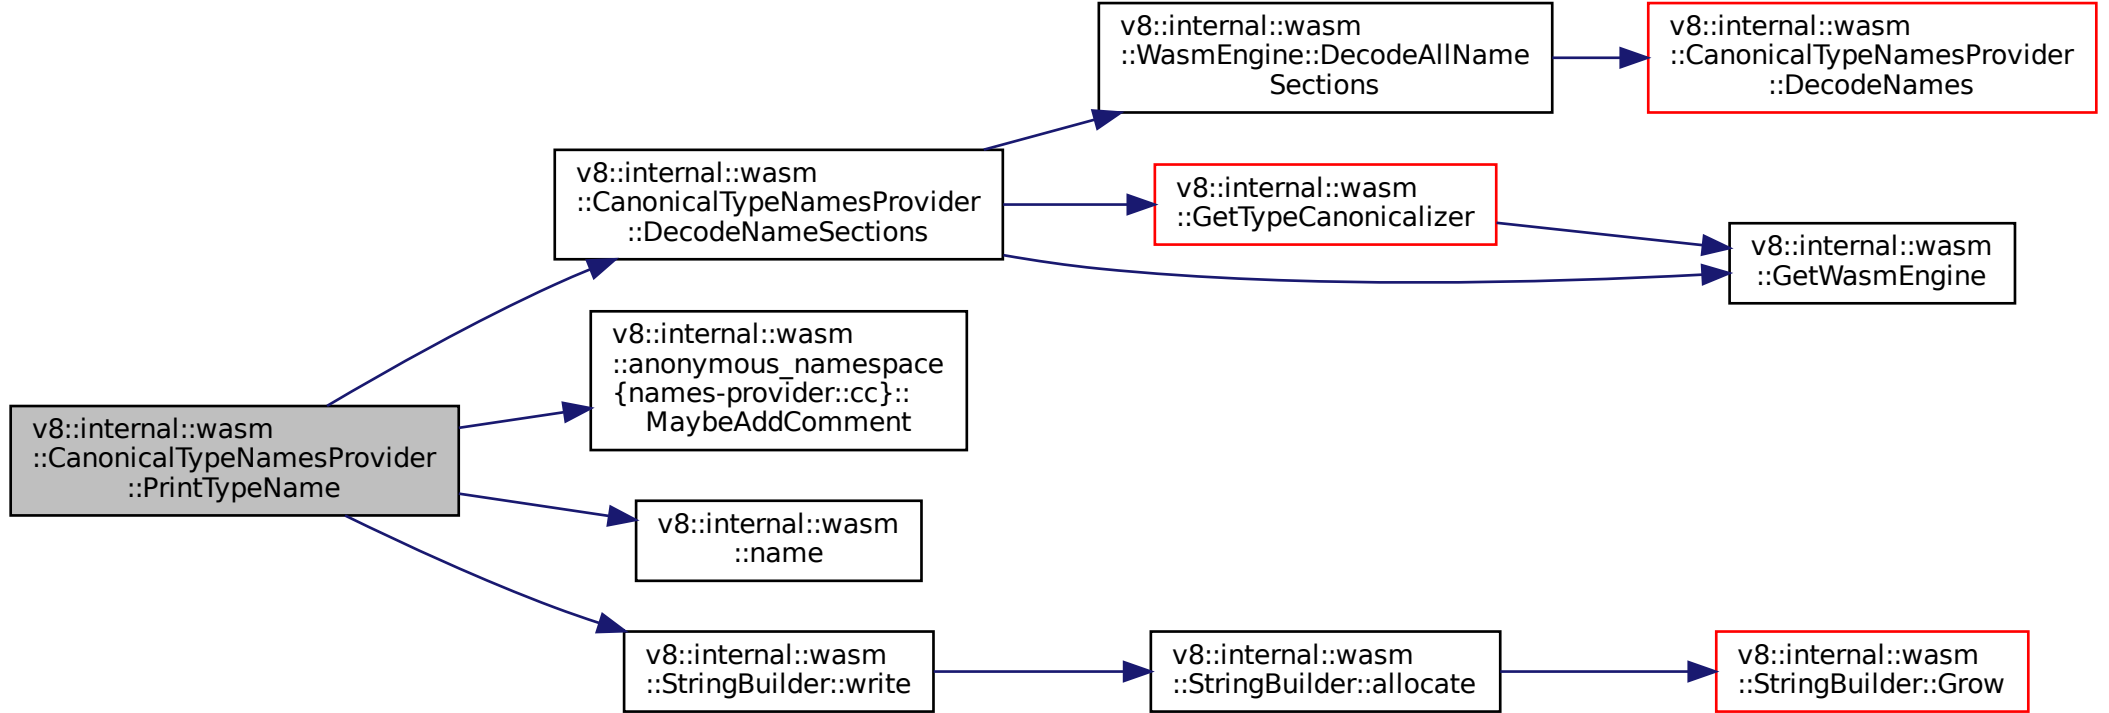 v8::internal::wasm
::WasmEngine::DecodeAllName
Sections
v8::internal::wasm
::CanonicalTypeNamesProvider
::DecodeNames
v8::internal::wasm
::CanonicalTypeNamesProvider
::DecodeNameSections
v8::internal::wasm
::GetTypeCanonicalizer
v8::internal::wasm
::GetWasmEngine
v8::internal::wasm
::anonymous_namespace
{names-provider::cc}::
MaybeAddComment
v8::internal::wasm
::CanonicalTypeNamesProvider
::PrintTypeName
v8::internal::wasm
::name
v8::internal::wasm
::StringBuilder::write
v8::internal::wasm
::StringBuilder::allocate
v8::internal::wasm
::StringBuilder::Grow